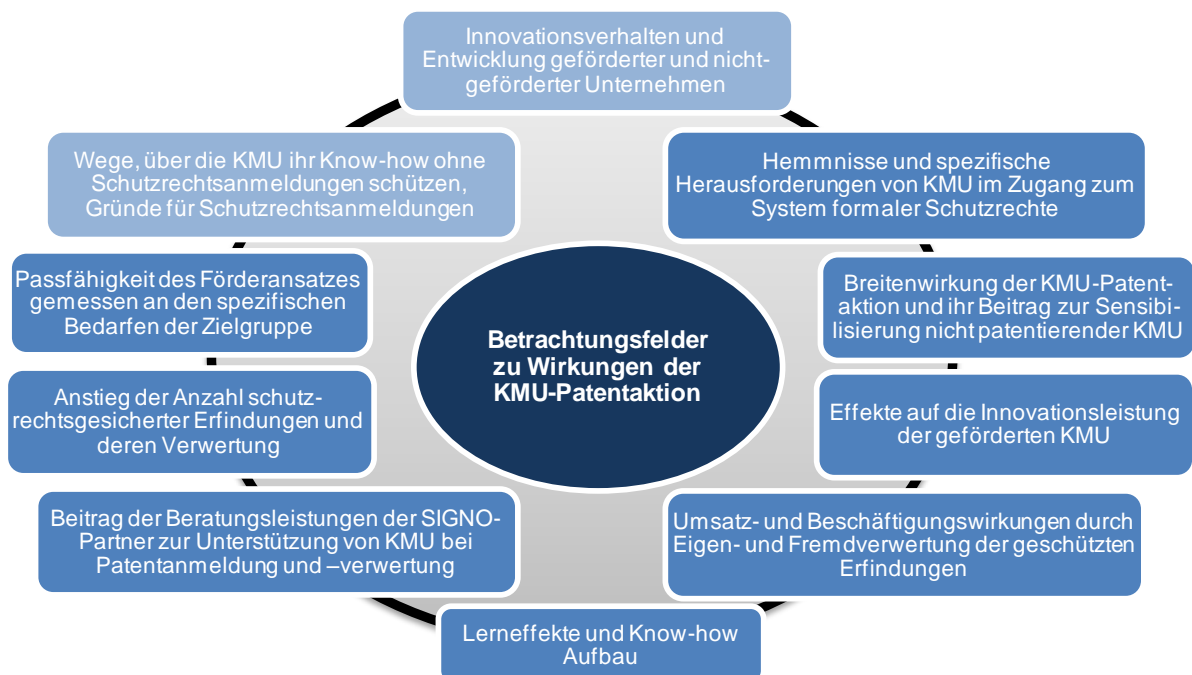 Innovationsverhalten und
Entwicklung geförderter und nicht-
geförderter Unternehmen
Wege, über die KMU ihr Know-how ohne
Schutzrechtsanmeldungen schützen,
Gründe für Schutzrechtsanmeldungen
Hemmnisse und spezifische
Herausforderungen von KMU im Zugang zum
System formaler Schutzrechte
Passfähigkeit des Förderansatzes
gemessen an den spezifischen
Bedarfen der Zielgruppe
Breitenwirkung der KMU-Patent-
aktion und ihr Beitrag zur Sensibi-
lisierung nicht patentierender KMU
Betrachtungsfelder
zu Wirkungen der
KMU-Patentaktion
Anstieg der Anzahl schutz-
rechtsgesicherter Erfindungen und
deren Verwertung
Effekte auf die Innovationsleistung
der geförderten KMU
Beitrag der Beratungsleistungen der SIGNO-
Partner zur Unterstützung von KMU bei
Patentanmeldung und –verwertung
Umsatz- und Beschäftigungswirkungen durch
Eigen- und Fremdverwertung der geschützten
Erfindungen
Lerneffekte und Know-how
Aufbau